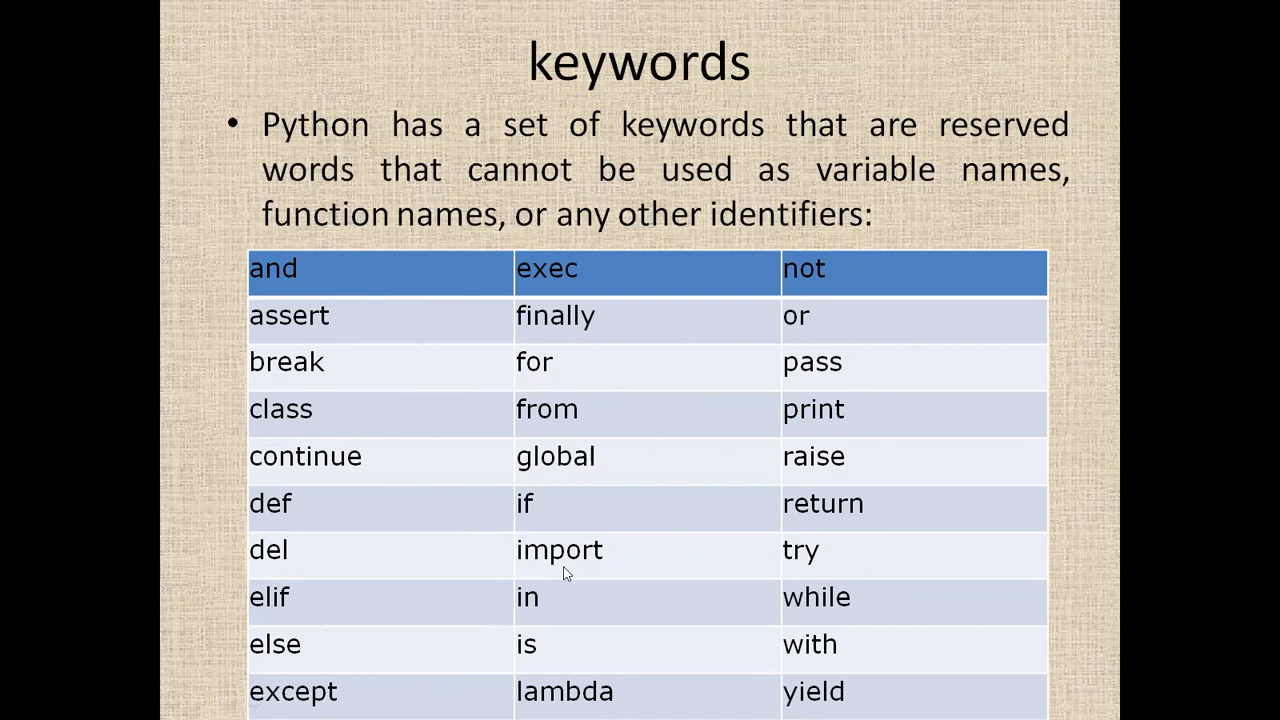 keywords
• Python has a set of keywords that are reserved
words that cannot be used as variable names,
function names, or any other identifiers:
and exec not
assert finally or
break for pass
class from print
continue global raise
def if return
del import try
elif in while
else is with
except lambda yield